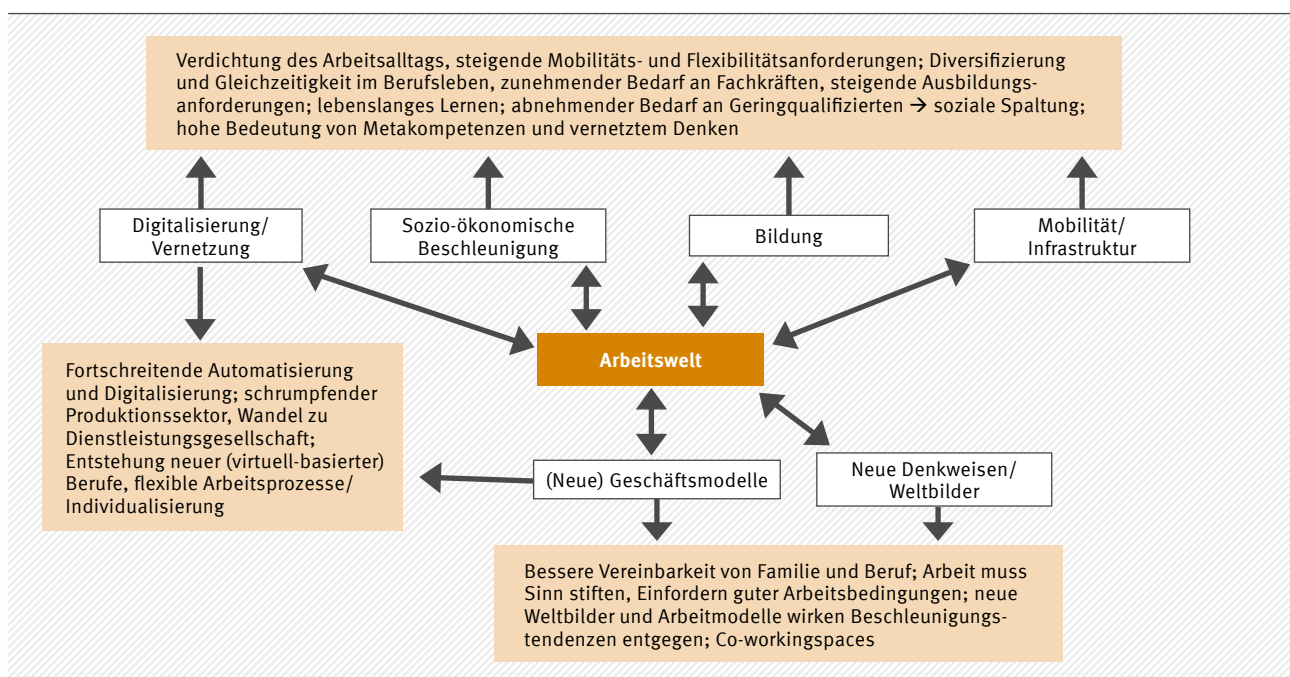 Verdichtung des Arbeitsalltags, steigende Mobilitäts- und Flexibilitätsanforderungen; Diversifizierung
und Gleichzeitigkeit im Berufsleben, zunehmender Bedarf an Fachkräften, steigende Ausbildungs-
anforderungen; lebenslanges Lernen; abnehmender Bedarf an Geringqualifizierten → soziale Spaltung;
hohe Bedeutung von Metakompetenzen und vernetztem Denken
Digitalisierung/
Vernetzung
Sozio-ökonomische
Beschleunigung
Bildung
Mobilität/
Infrastruktur
Arbeitswelt
Fortschreitende Automatisierung
und Digitalisierung; schrumpfender
Produktionssektor, Wandel zu
Dienstleistungsgesellschaft;
Entstehung neuer (virtuell-basierter)
Berufe, flexible Arbeitsprozesse/
Individualisierung
(Neue) Geschäftsmodelle
Neue Denkweisen/
Weltbilder
Bessere Vereinbarkeit von Familie und Beruf; Arbeit muss
Sinn stiften, Einfordern guter Arbeitsbedingungen; neue
Weltbilder und Arbeitmodelle wirken Beschleunigungs-
tendenzen entgegen; Co-workingspaces